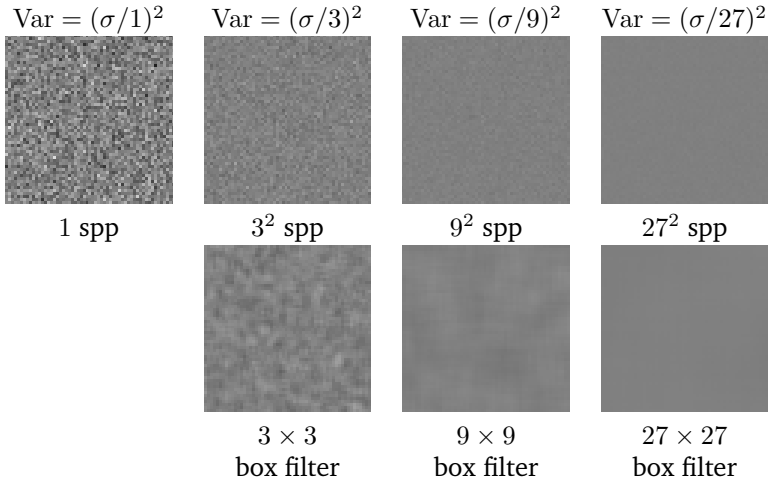 Var = (σ/1)² Var = (σ/3)² Var = (σ/9)² Var = (σ/27)²
1 spp 3² spp 9² spp 27² spp
3 × 3 9 × 9 27 × 27
box filter box filter box filter